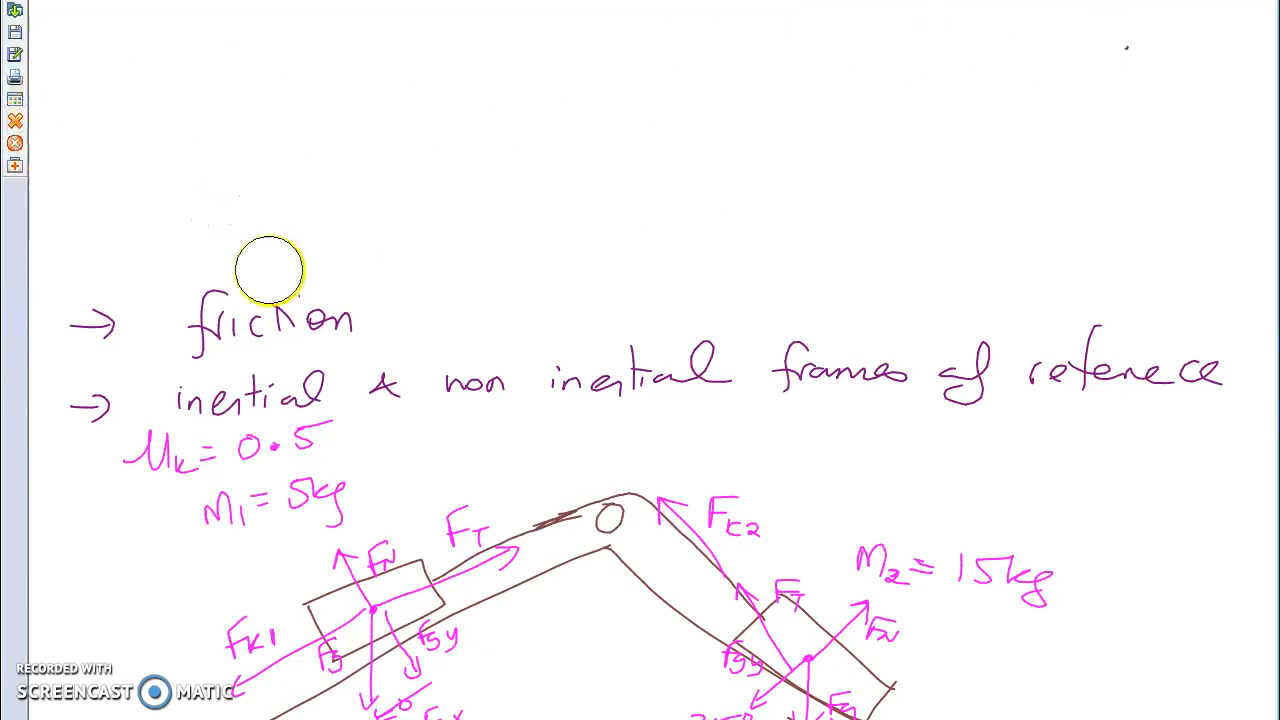 → friction
→ inertial & non inertial frames of reference
μk = 0.5
M1 = 5kg
FT
FN
FK1
Fg
Fgy
FK2
M2 = 15kg
FT
FN
Fgy
Fg
RECORDED WITH
SCREENCAST MATIC